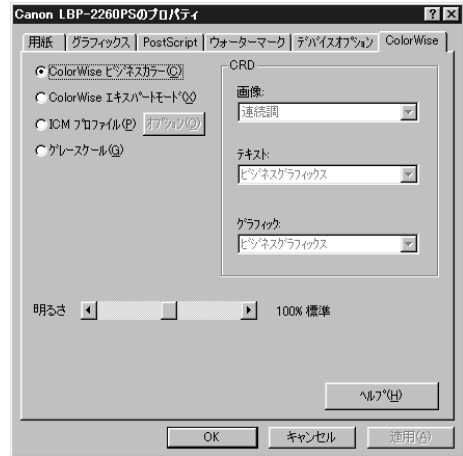 Canon LBP-2260PSのプロパティ
用紙 グラフィックス PostScript ウォーターマーク デバイスオプション ColorWise
ColorWise ビジネスカラー(C)
ColorWise エキスパートモード(X)
ICM プロファイル(P) オプション(O)
グレースケール(G)
CRD
画像:
連続調
テキスト:
ビジネスグラフィックス
グラフィック:
ビジネスグラフィックス
明るさ 100% 標準
ヘルプ(H)
OK キャンセル 適用(A)